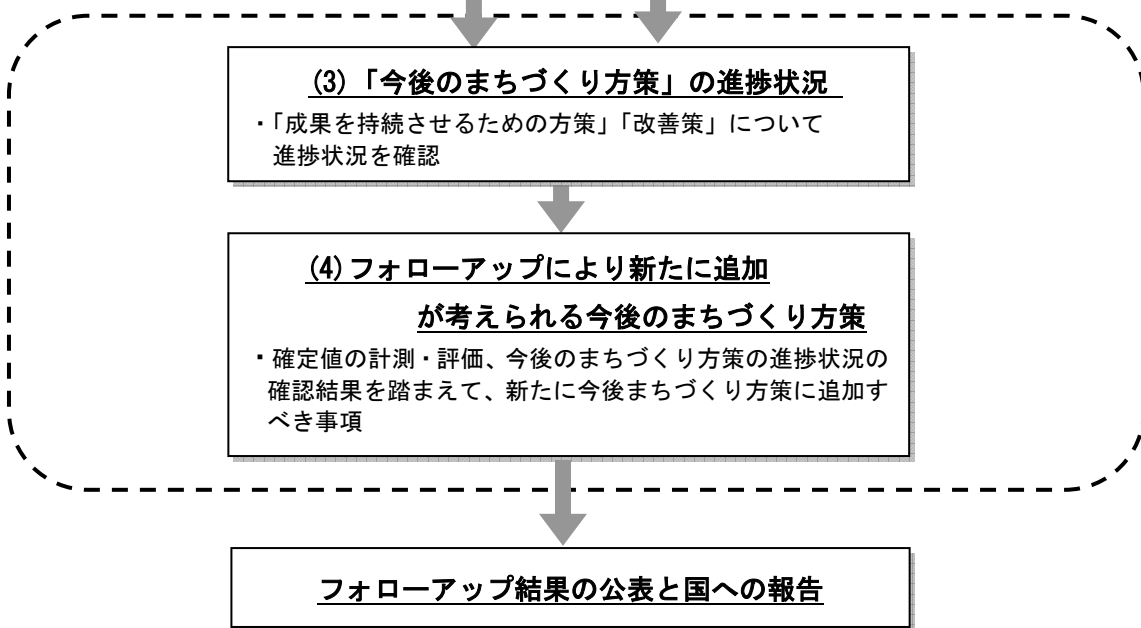 (3)「今後のまちづくり方策」の進捗状況
・「成果を持続させるための方策」「改善策」について
進捗状況を確認
(4)フォローアップにより新たに追加
が考えられる今後のまちづくり方策
・確定値の計測・評価、今後のまちづくり方策の進捗状況の
確認結果を踏まえて、新たに今後まちづくり方策に追加す
べき事項
フォローアップ結果の公表と国への報告